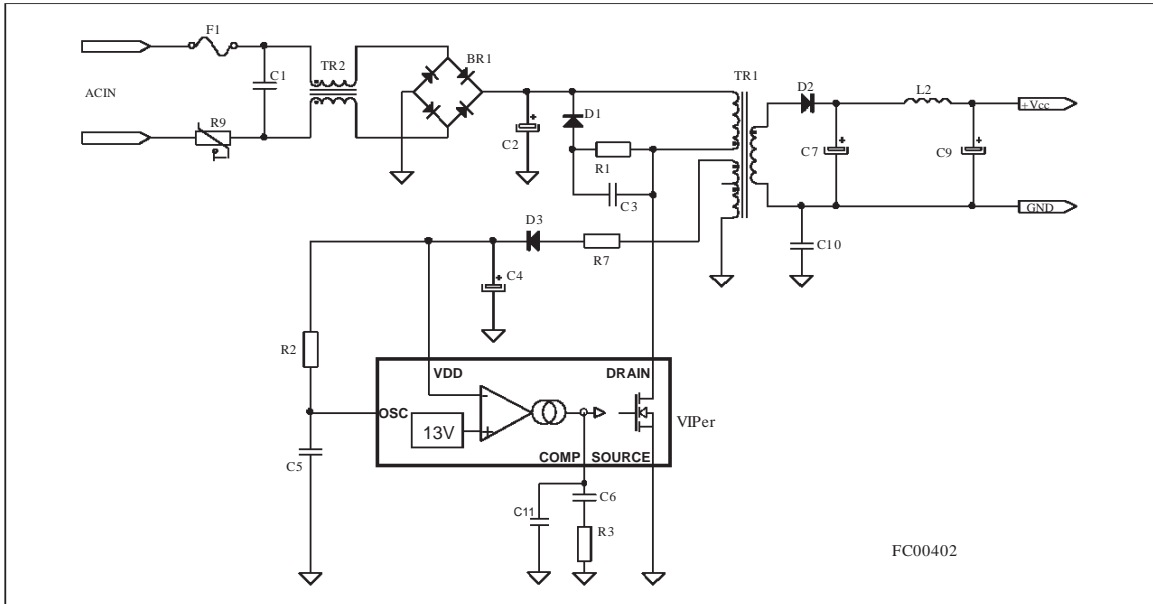 F1
TR2
BR1
C1
ACIN
R9
C2
D1
R1
C3
TR1
D2
L2
+Vcc
C7
C9
GND
C10
D3
R7
C4
R2
VDD
DRAIN
OSC
-
13V
+
VIPer
COMP
SOURCE
C5
C6
C11
R3
FC00402
+
+
+
+